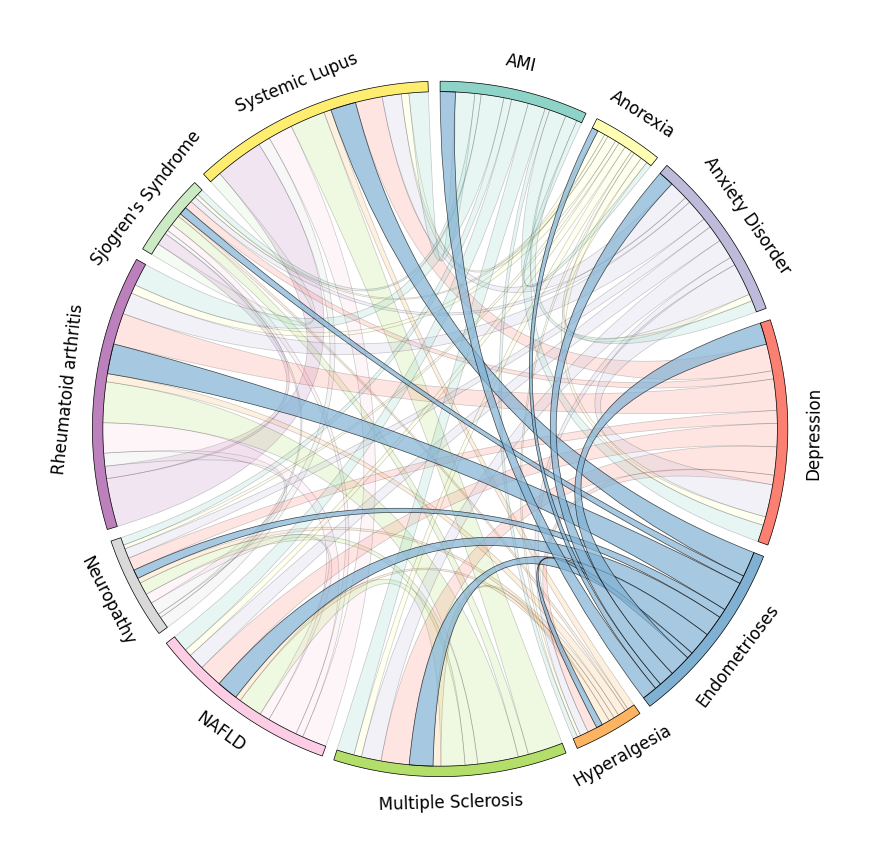 AMI
Anorexia
Anxiety Disorder
Depression
Endometrioses
Hyperalgesia
Multiple Sclerosis
NAFLD
Neuropathy
Rheumatoid arthritis
Sjogren's Syndrome
Systemic Lupus